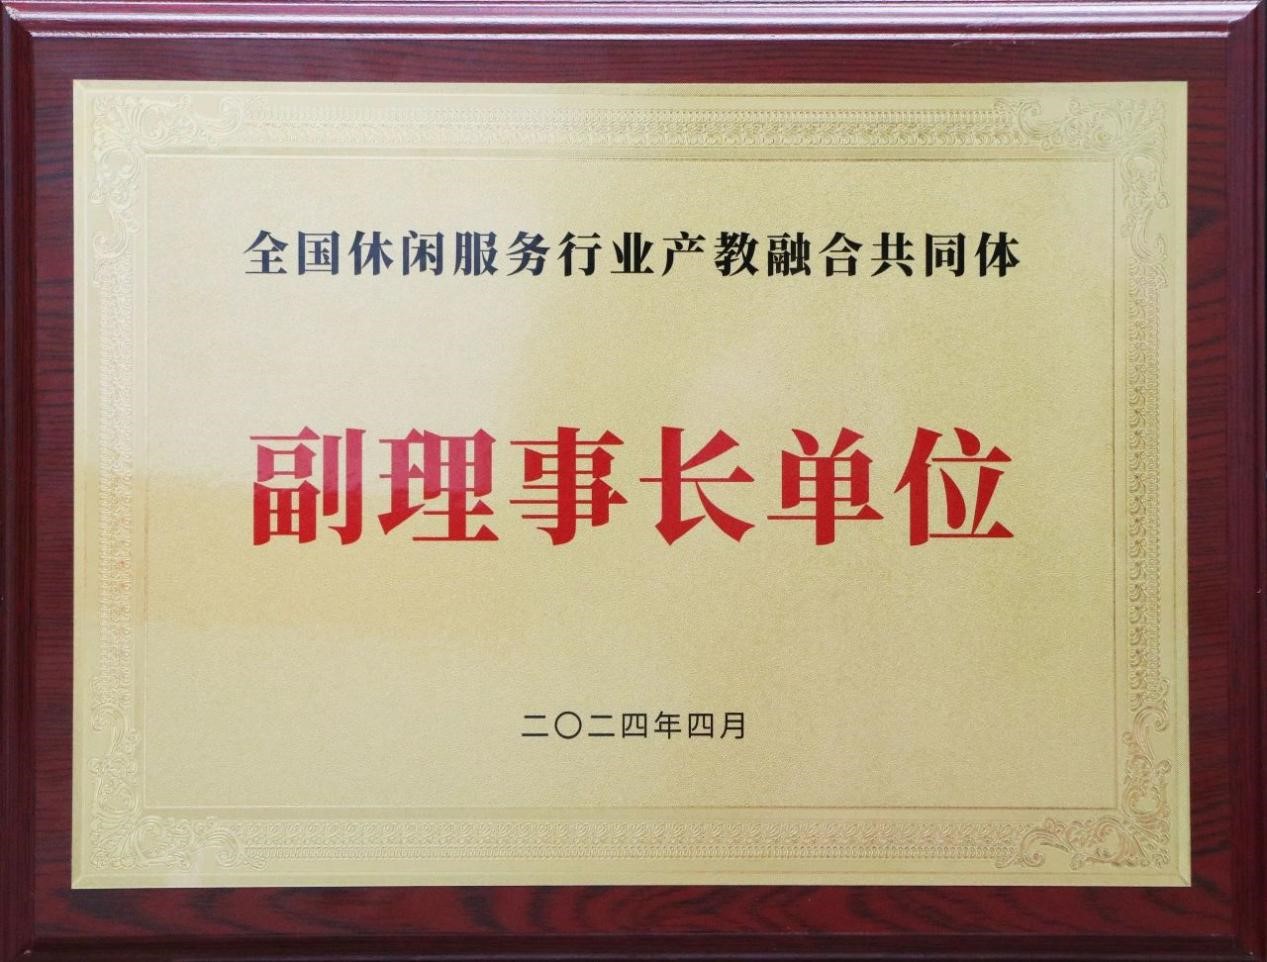 全国休闲服务行业产教融合共同体
副理事长单位
二〇二四年四月